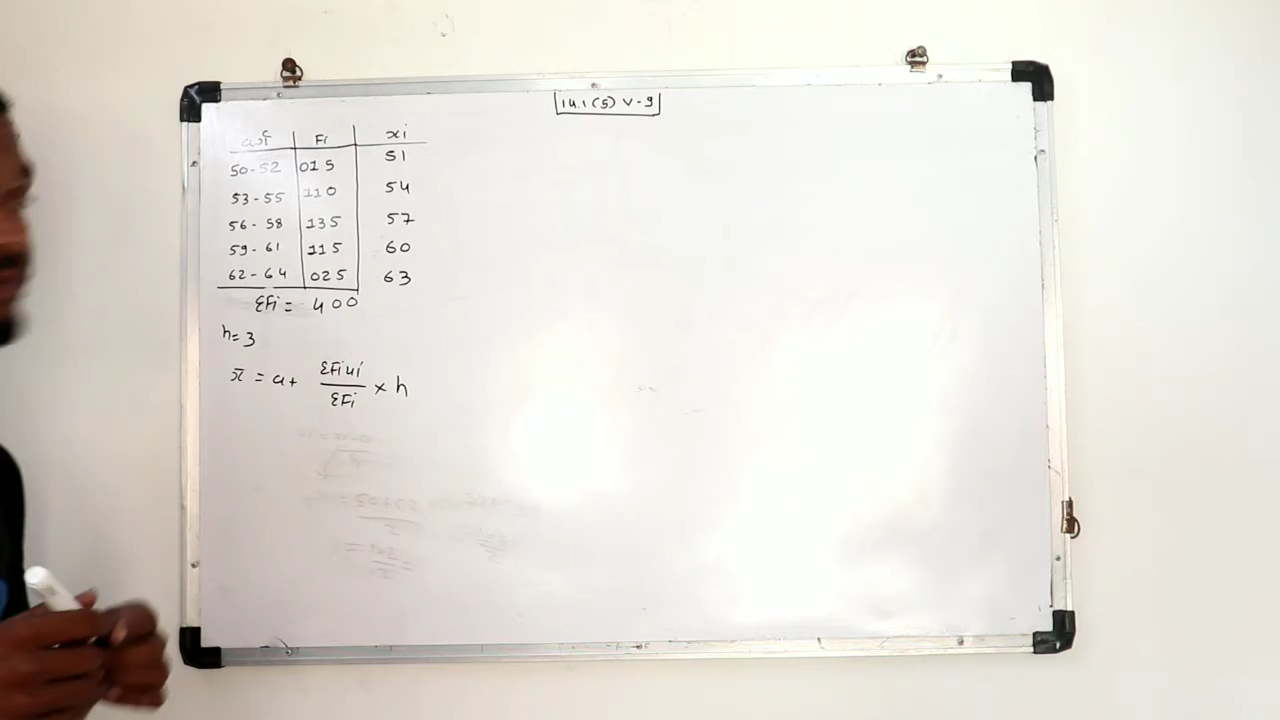 14.1 (5) V-9
वर्ग Fi xi
50-52 015 51
53-55 110 54
56-58 135 57
59-61 115 60
62-64 025 63
ΣFi = 400
h=3
x̄ = a+ ΣFiui/ΣFi × h